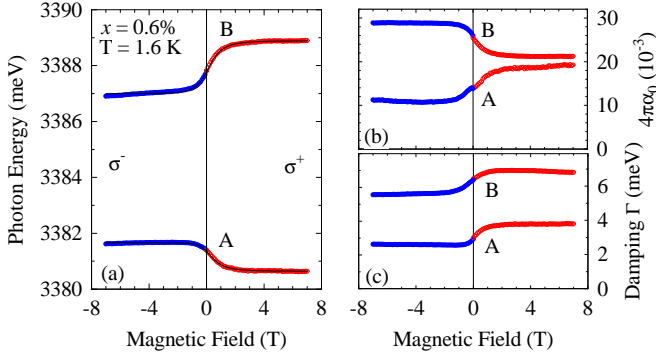 3390
x = 0.6%
T = 1.6 K
B
3388
3386
3384
σ⁻
σ⁺
3382
A
(a)
3380
-8
-4
0
4
8
Magnetic Field (T)
Photon Energy (meV)
B
A
(b)
30
20
10
0
4πα₀ (10⁻³)
B
A
(c)
6
4
2
0
Damping Γ (meV)
-8
-4
0
4
8
Magnetic Field (T)